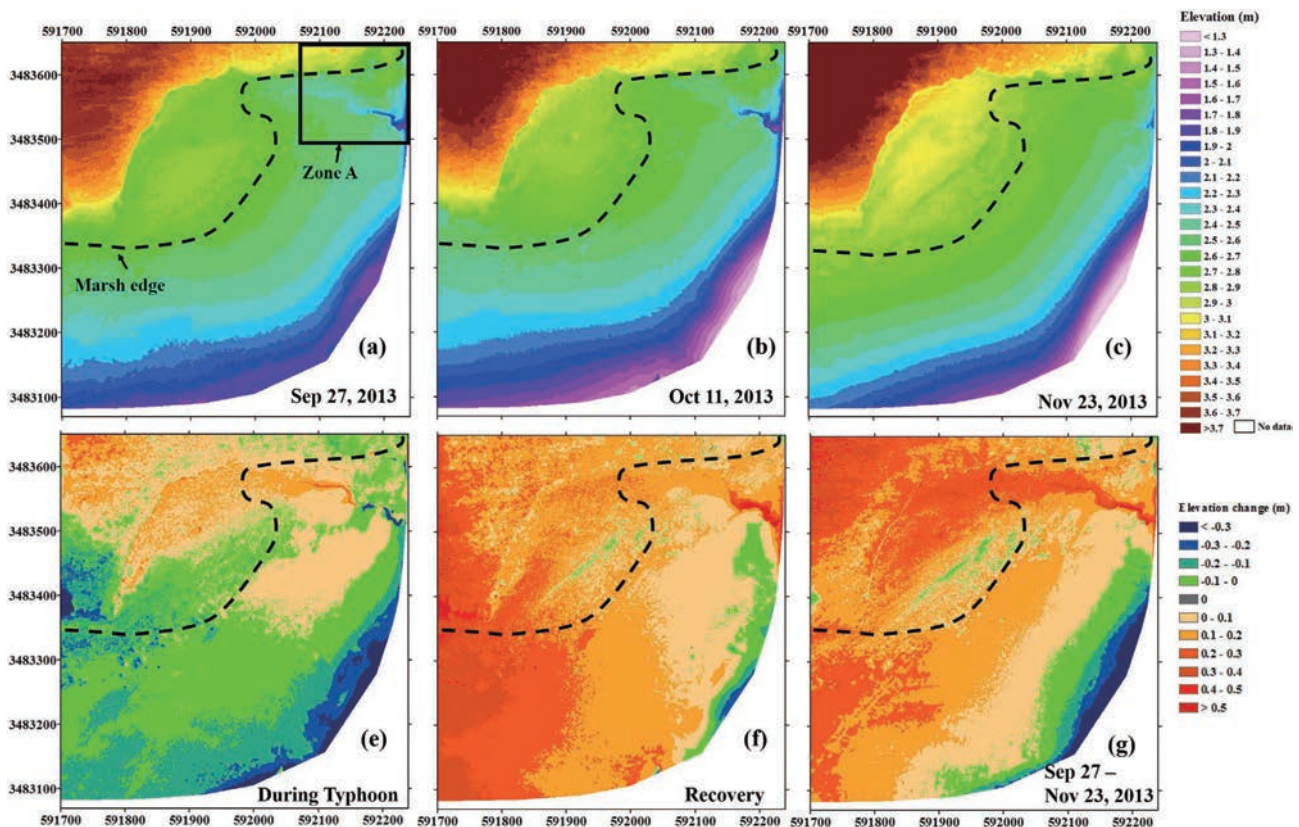 591700 591800 591900 592000 592100 592200
591700 591800 591900 592000 592100 592200
591700 591800 591900 592000 592100 592200
3483600
3483500
3483400
3483300
3483200
3483100
Zone A
Marsh edge
(a)
Sep 27, 2013
(b)
Oct 11, 2013
(c)
Nov 23, 2013
Elevation (m)
< 1.3
1.3 - 1.4
1.4 - 1.5
1.5 - 1.6
1.6 - 1.7
1.7 - 1.8
1.8 - 1.9
1.9 - 2
2 - 2.1
2.1 - 2.2
2.2 - 2.3
2.3 - 2.4
2.4 - 2.5
2.5 - 2.6
2.6 - 2.7
2.7 - 2.8
2.8 - 2.9
2.9 - 3
3 - 3.1
3.1 - 3.2
3.2 - 3.3
3.3 - 3.4
3.4 - 3.5
3.5 - 3.6
3.6 - 3.7
>3.7
No data
3483600
3483500
3483400
3483300
3483200
3483100
(e)
During Typhoon
(f)
Recovery
(g)
Sep 27 –
Nov 23, 2013
Elevation change (m)
< -0.3
-0.3 - -0.2
-0.2 - -0.1
-0.1 - 0
0
0 - 0.1
0.1 - 0.2
0.2 - 0.3
0.3 - 0.4
0.4 - 0.5
> 0.5
591700 591800 591900 592000 592100 592200
591700 591800 591900 592000 592100 592200
591700 591800 591900 592000 592100 592200